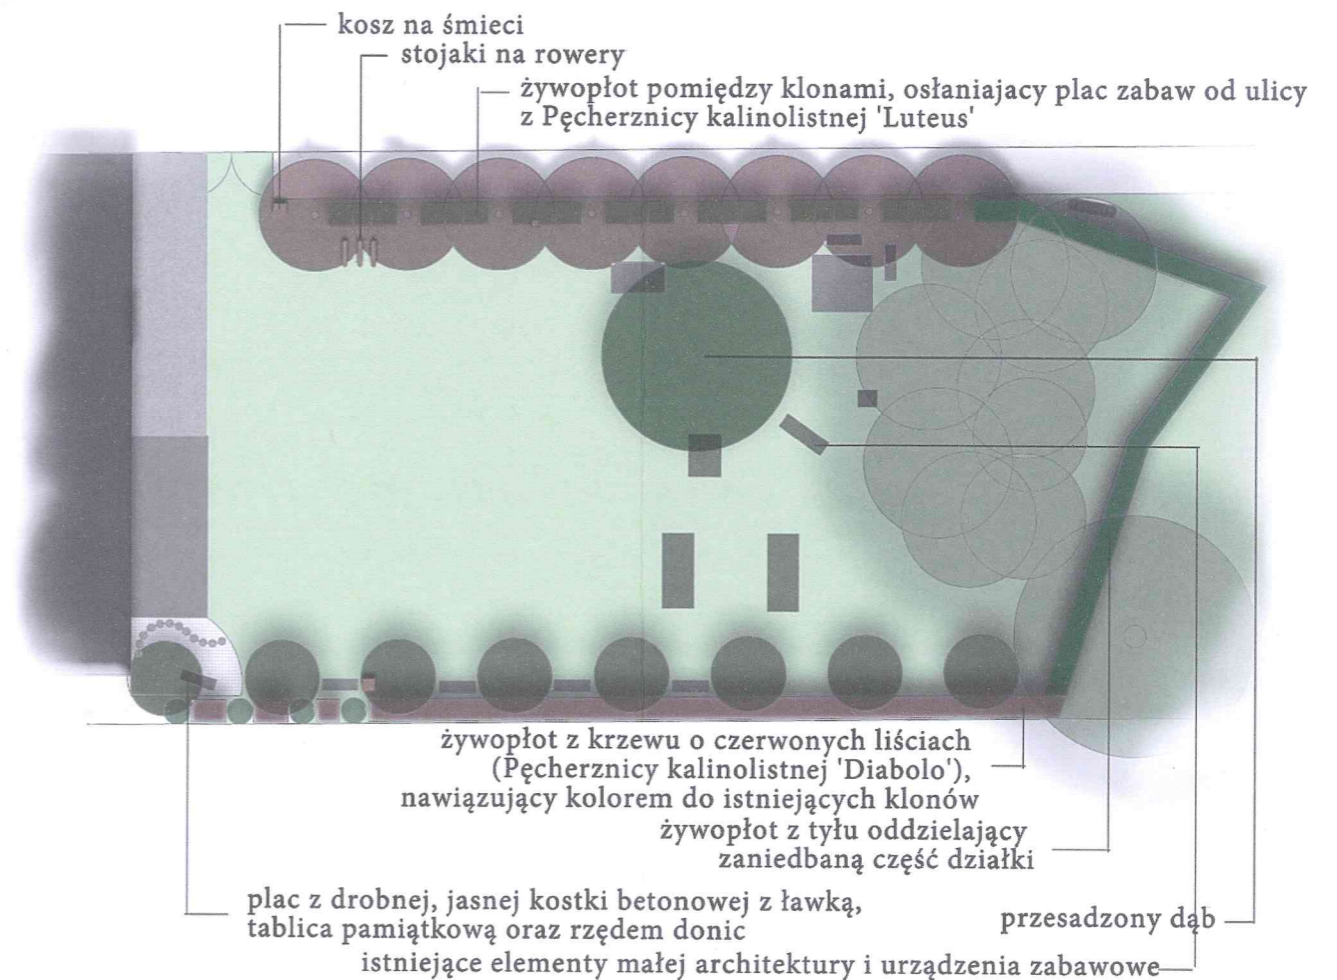 kosz na śmieci
stojaki na rowery
żywopłot pomiędzy klonami, osłaniajacy plac zabaw od ulicy
z Pęcherznicy kalinolistnej 'Luteus'
żywopłot z krzewu o czerwonych liściach
(Pęcherznicy kalinolistnej 'Diabolo'),
nawiązujący kolorem do istniejących klonów
żywopłot z tyłu oddzielający
zaniedbaną część działki
plac z drobnej, jasnej kostki betonowej z ławką,
tablica pamiątkową oraz rzędem donic
przesadzony dąb
istniejące elementy małej architektury i urządzenia zabawowe